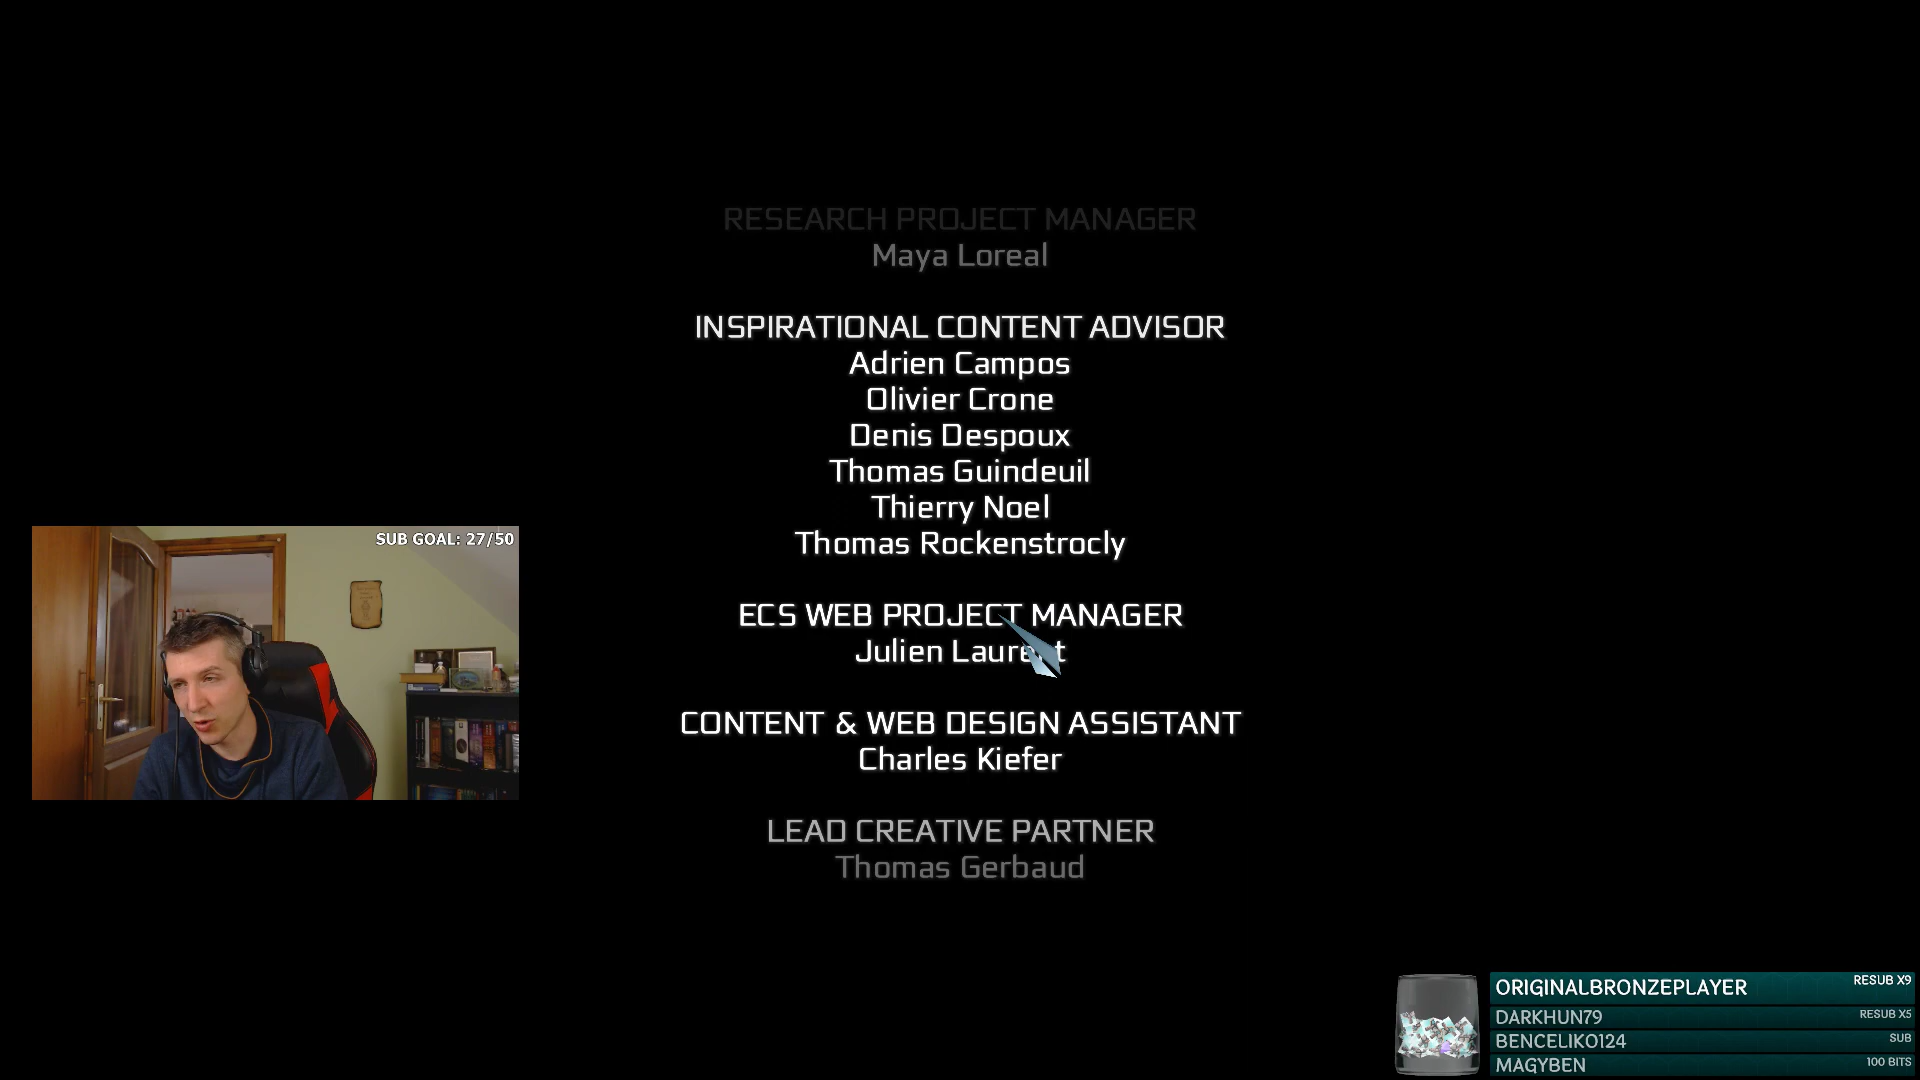 RESEARCH PROJECT MANAGER
Maya Loreal
INSPIRATIONAL CONTENT ADVISOR
Adrien Campos
Olivier Crone
Denis Despoux
Thomas Guindeuil
Thierry Noel
Thomas Rockenstrocly
ECS WEB PROJECT MANAGER
Julien Laurent
CONTENT & WEB DESIGN ASSISTANT
Charles Kiefer
LEAD CREATIVE PARTNER
Thomas Gerbaud
SUB GOAL: 27/50
ORIGINALBRONZEPLAYER RESUB X9
DARKHUN79 RESUB X5
BENCELIKO124 SUB
MAGYBEN 100 BITS